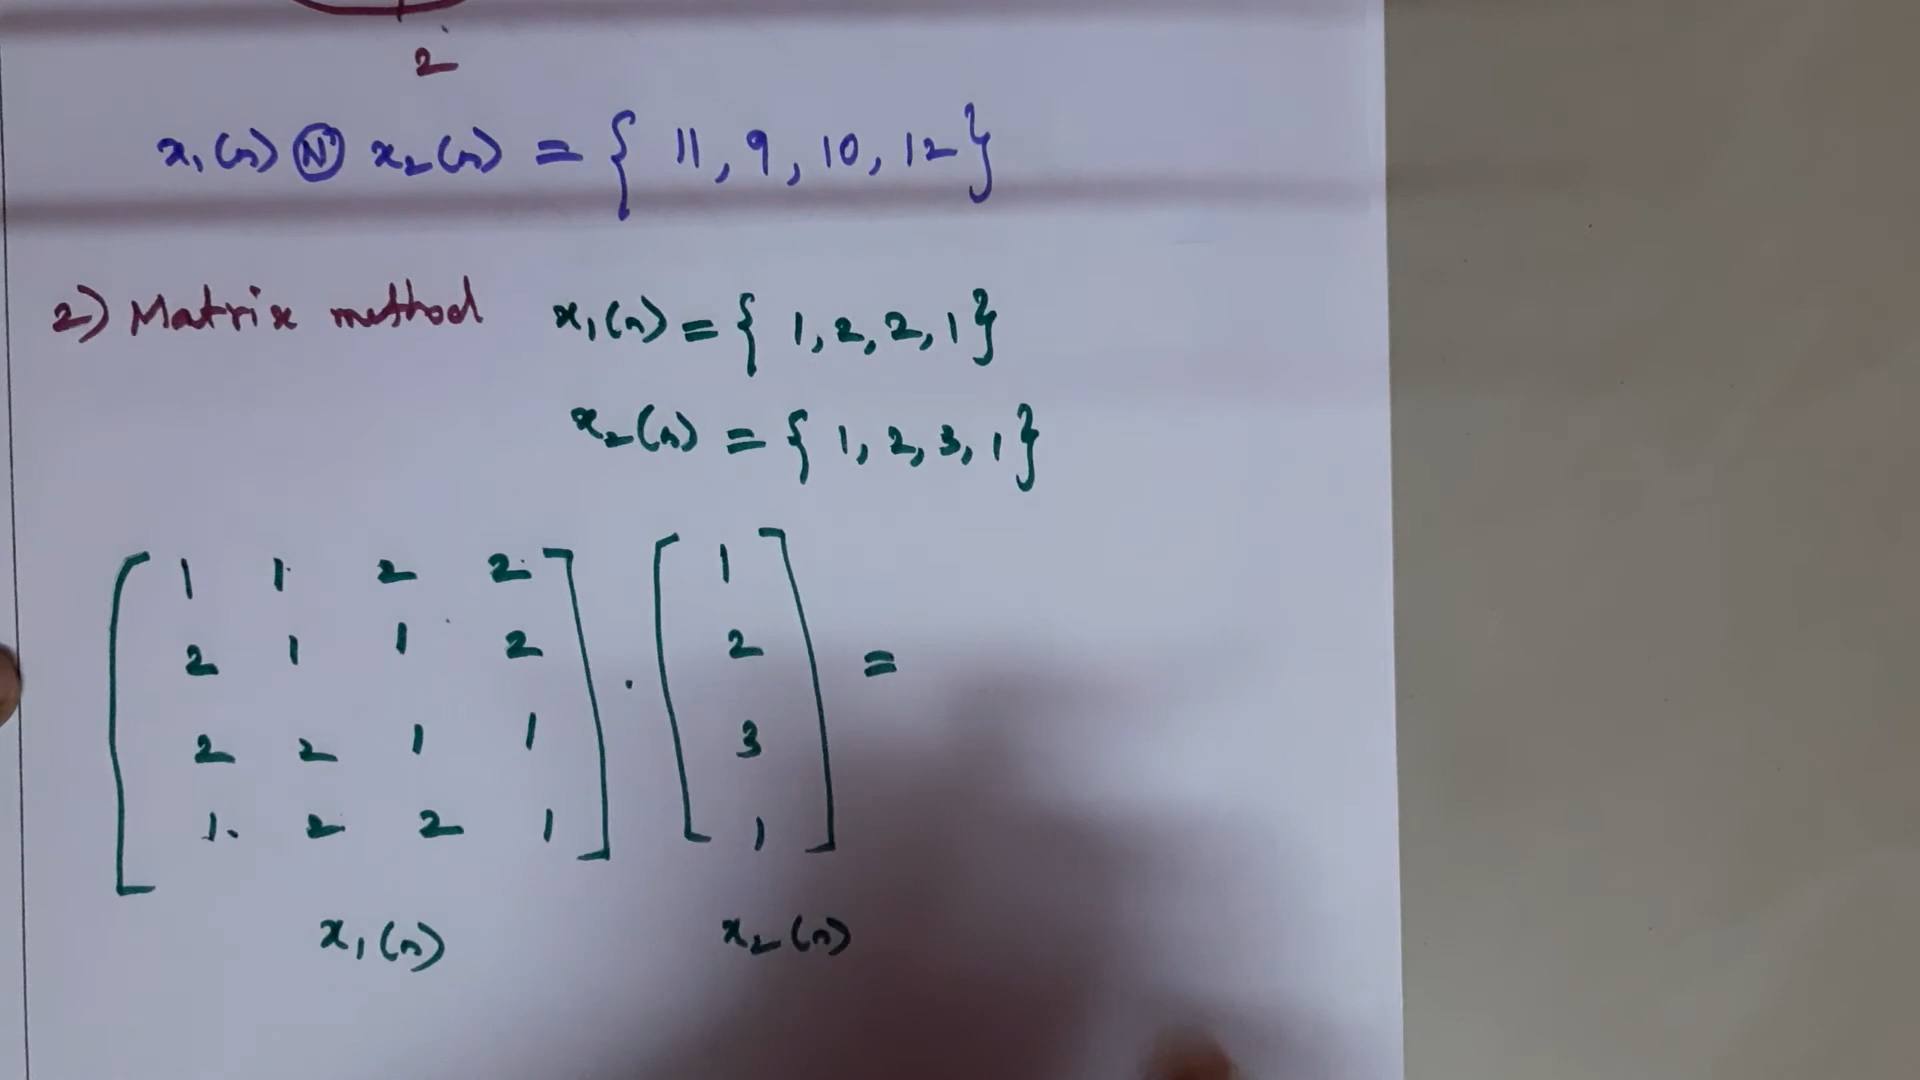 2
x₁(n) Ⓝ x₂(n) = { 11, 9, 10, 12}
2) Matrix method x₁(n) = { 1, 2, 2, 1}
x₂(n) = { 1, 2, 3, 1}
[ 1 1 2 2 ] [ 1 ]
2 1 1 2 2
2 2 1 1 . 3 =
1. 2 2 1 1
x₁(n) x₂(n)